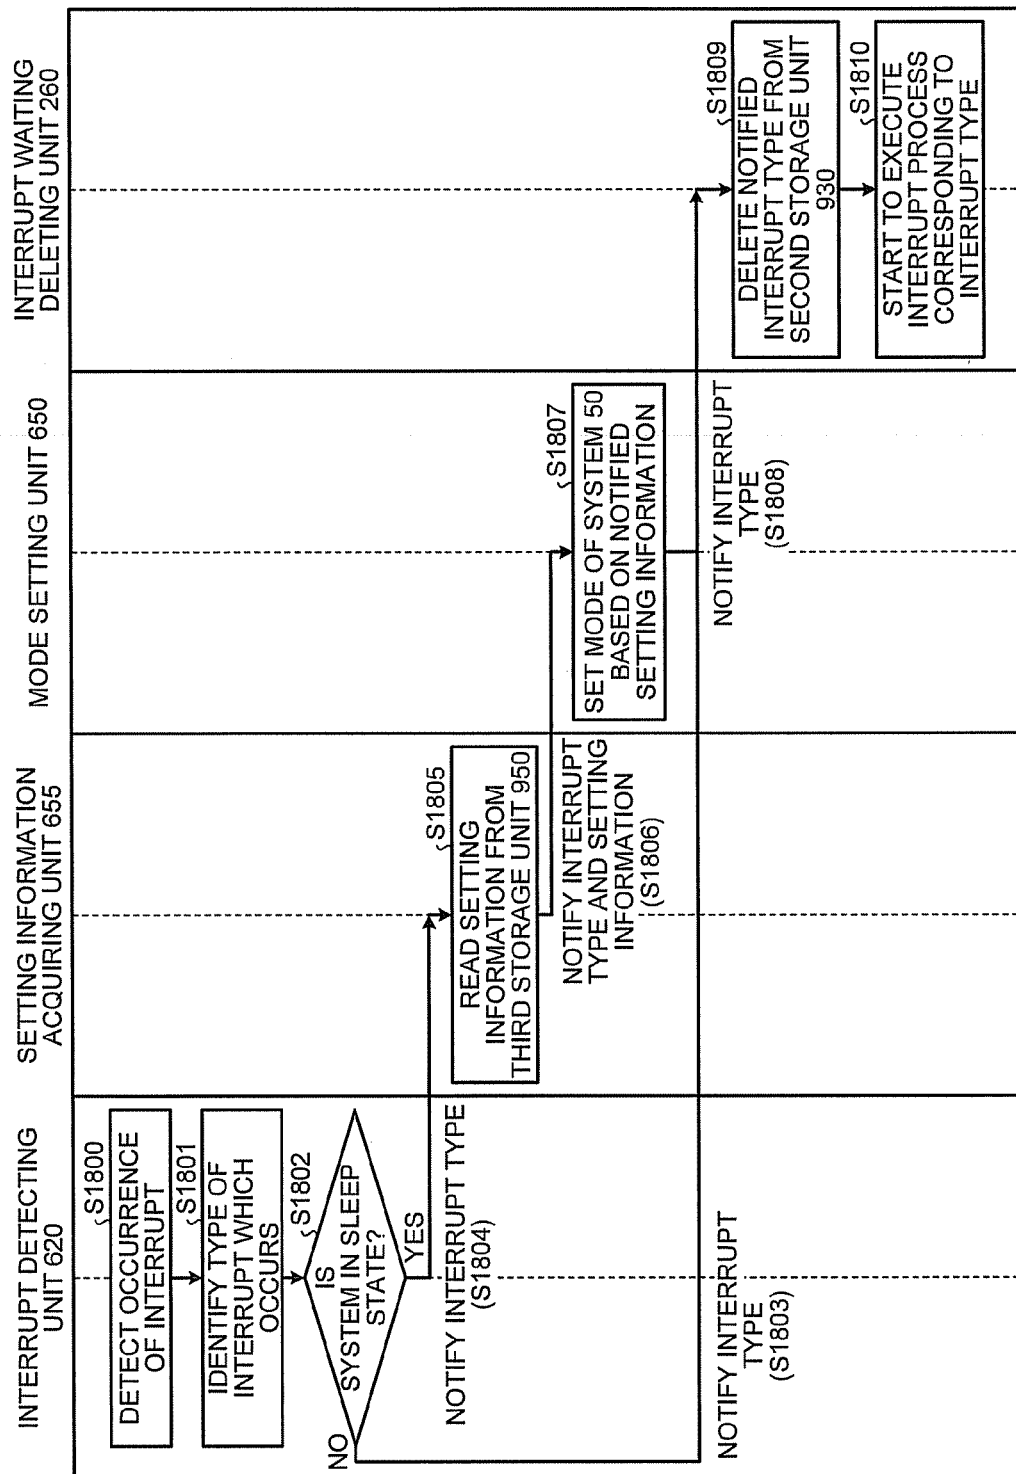 INTERRUPT DETECTING
UNIT 620
SETTING INFORMATION
ACQUIRING UNIT 655
MODE SETTING UNIT 650
INTERRUPT WAITING
DELETING UNIT 260
S1800
DETECT OCCURRENCE
OF INTERRUPT
S1801
IDENTIFY TYPE OF
INTERRUPT WHICH
OCCURS
S1802
IS
SYSTEM IN SLEEP
STATE?
NO
YES
NOTIFY INTERRUPT TYPE
(S1804)
S1805
READ SETTING
INFORMATION FROM
THIRD STORAGE UNIT 950
NOTIFY INTERRUPT
TYPE AND SETTING
INFORMATION
(S1806)
S1807
SET MODE OF SYSTEM 50
BASED ON NOTIFIED
SETTING INFORMATION
NOTIFY INTERRUPT
TYPE
(S1808)
NOTIFY INTERRUPT
TYPE
(S1803)
S1809
DELETE NOTIFIED
INTERRUPT TYPE FROM
SECOND STORAGE UNIT
930
S1810
START TO EXECUTE
INTERRUPT PROCESS
CORRESPONDING TO
INTERRUPT TYPE